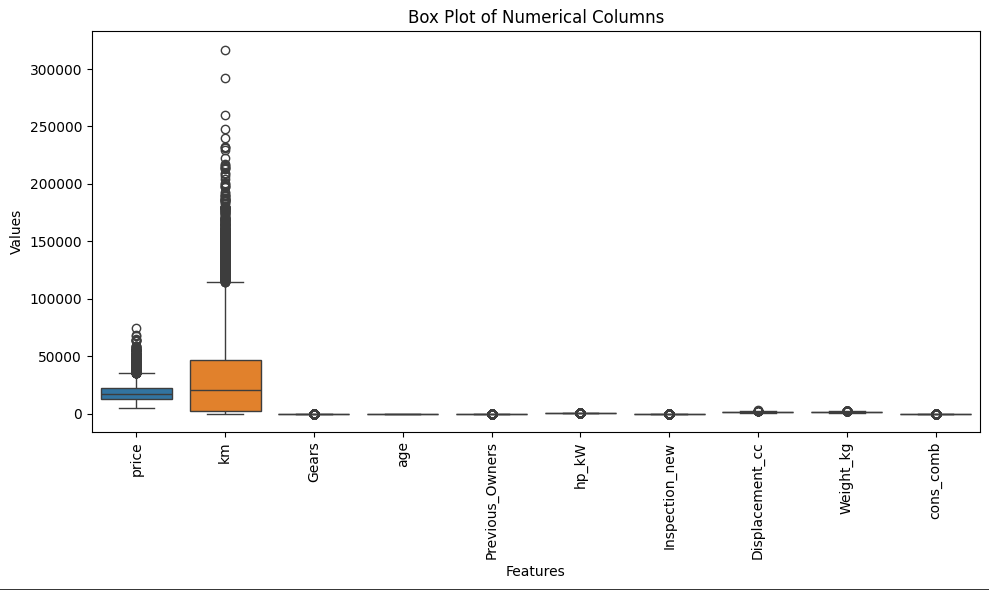 Box Plot of Numerical Columns
Values
300000
250000
200000
150000
100000
50000
0
price
km
Gears
age
Previous_Owners
hp_kW
Inspection_new
Displacement_cc
Weight_kg
cons_comb
Features